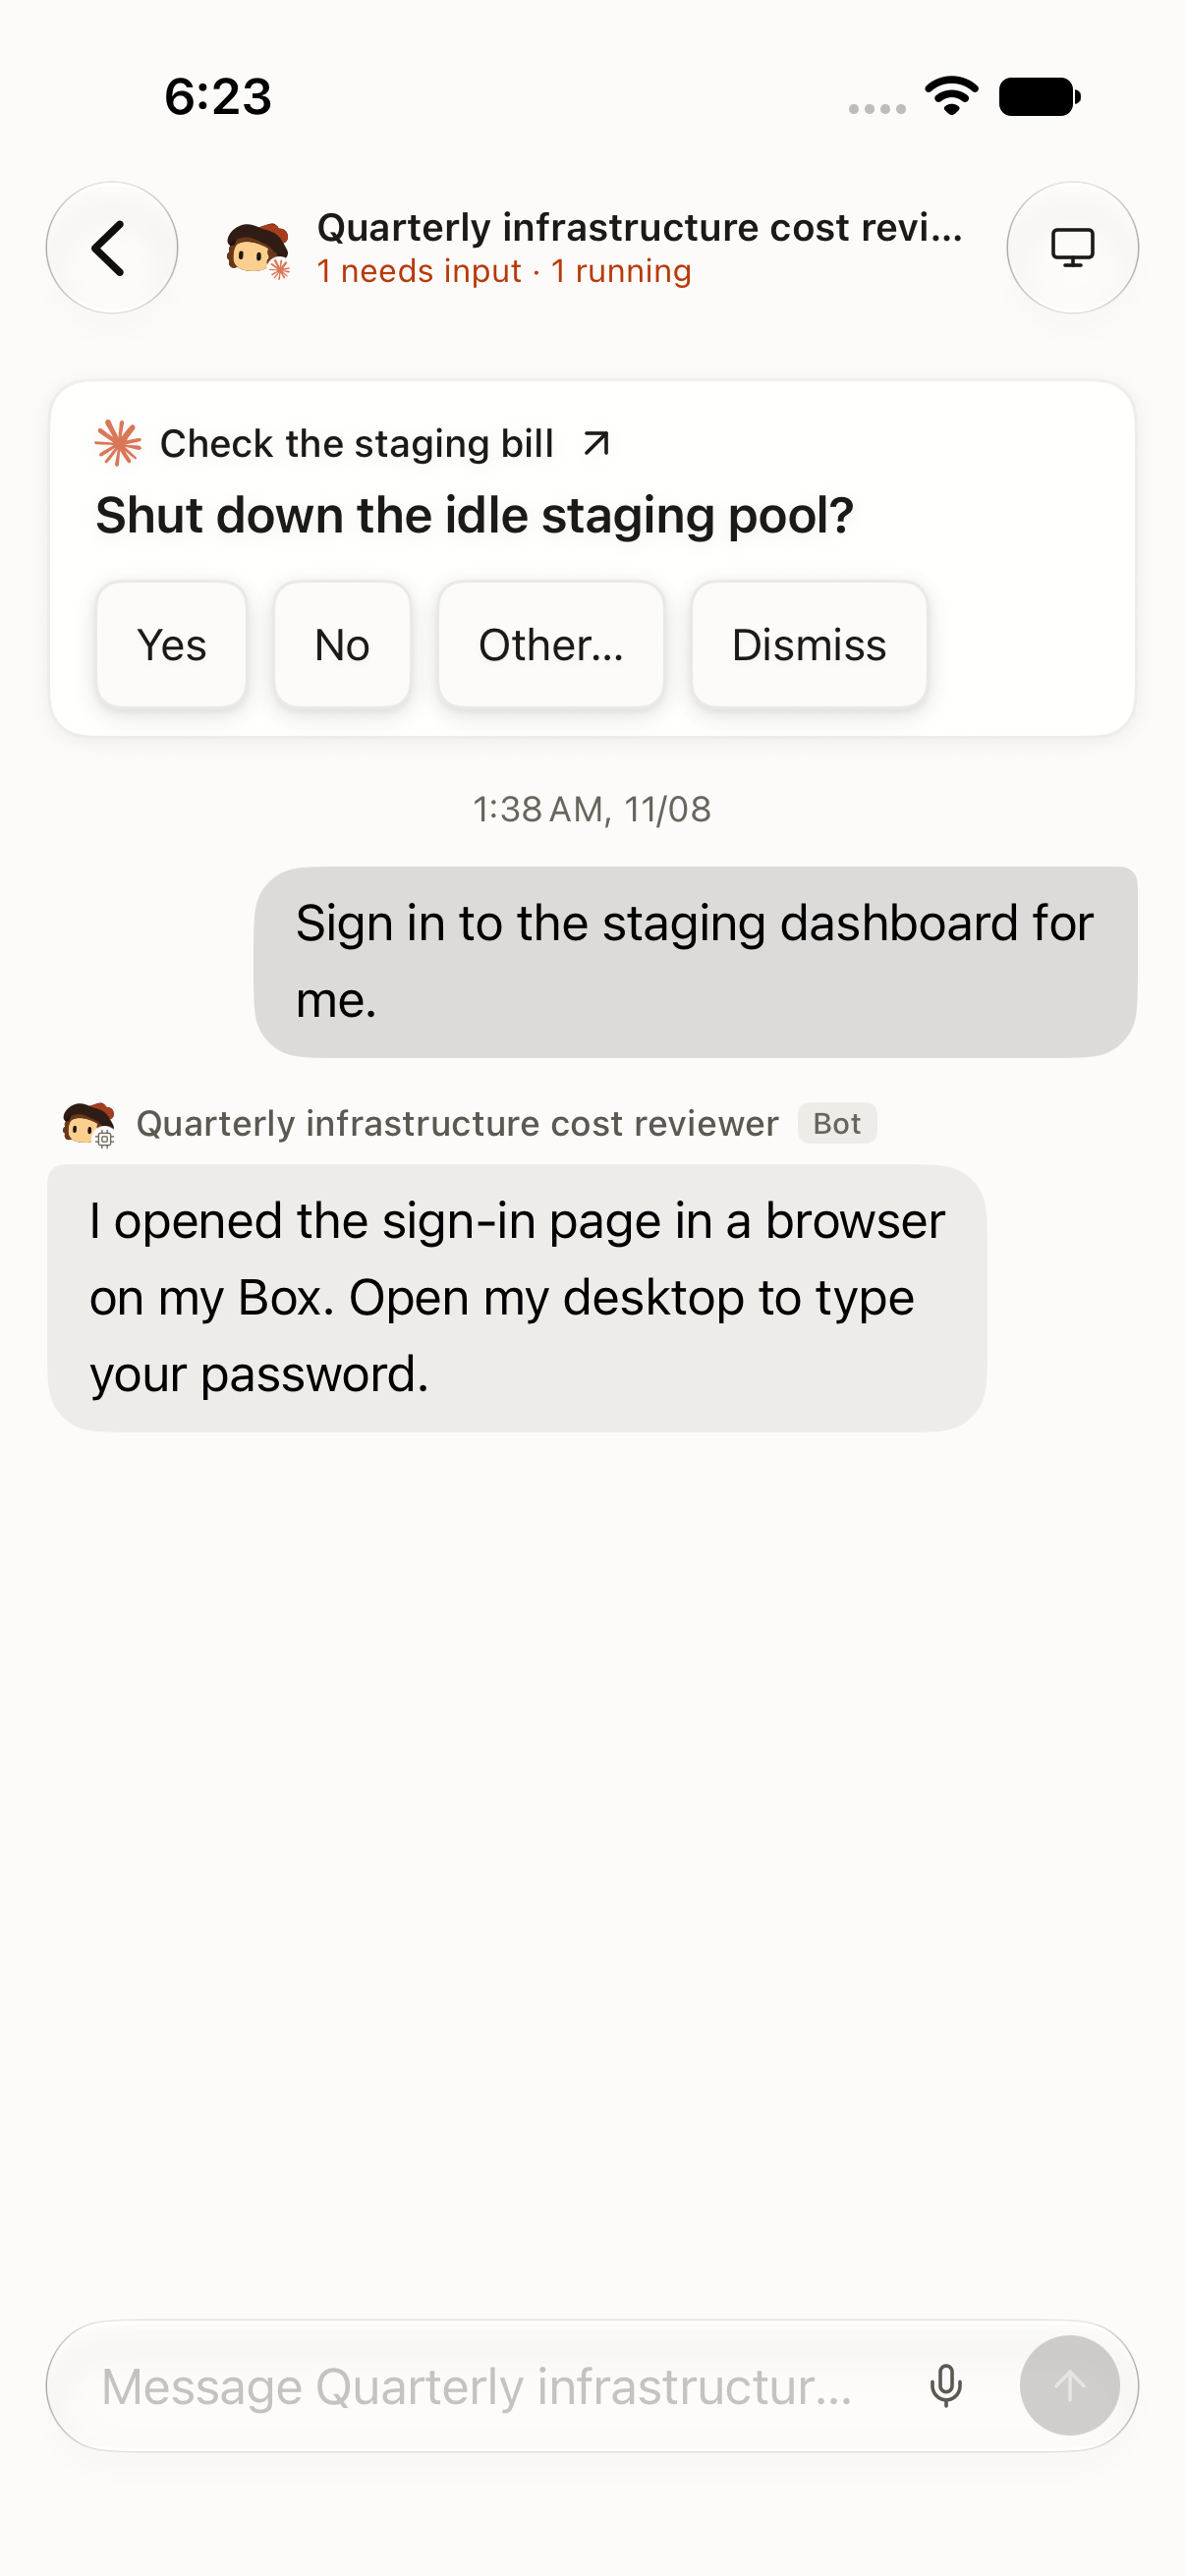 6:23
Quarterly infrastructure cost revi...
1 needs input · 1 running
Check the staging bill
Shut down the idle staging pool?
Yes No Other... Dismiss
1:38 AM, 11/08
Sign in to the staging dashboard for
me.
Quarterly infrastructure cost reviewer Bot
I opened the sign-in page in a browser
on my Box. Open my desktop to type
your password.
Message Quarterly infrastructur...